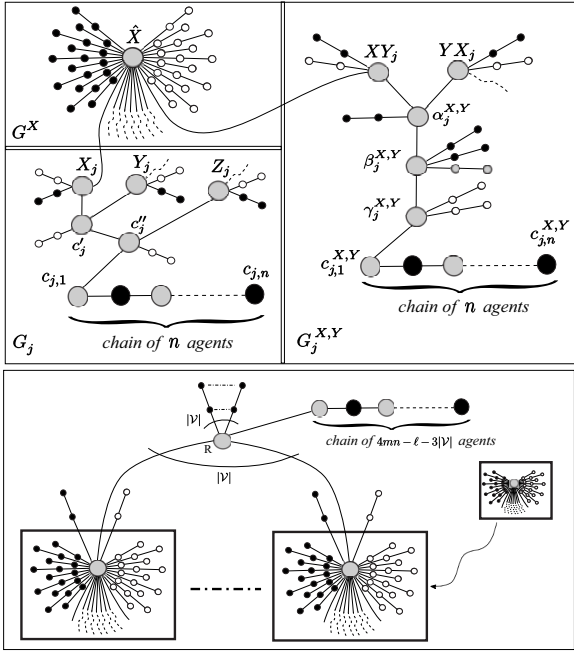 X̂
G^X
X_j
Y_j
Z_j
c'_j
c''_j
c_{j,1}
c_{j,n}
chain of n agents
G_j
XY_j
YX_j
α_j^{X,Y}
β_j^{X,Y}
γ_j^{X,Y}
c_{j,1}^{X,Y}
c_{j,n}^{X,Y}
chain of n agents
G_j^{X,Y}
|𝒱|
R
|𝒱|
chain of 4mn − ℓ − 3|𝒱| agents